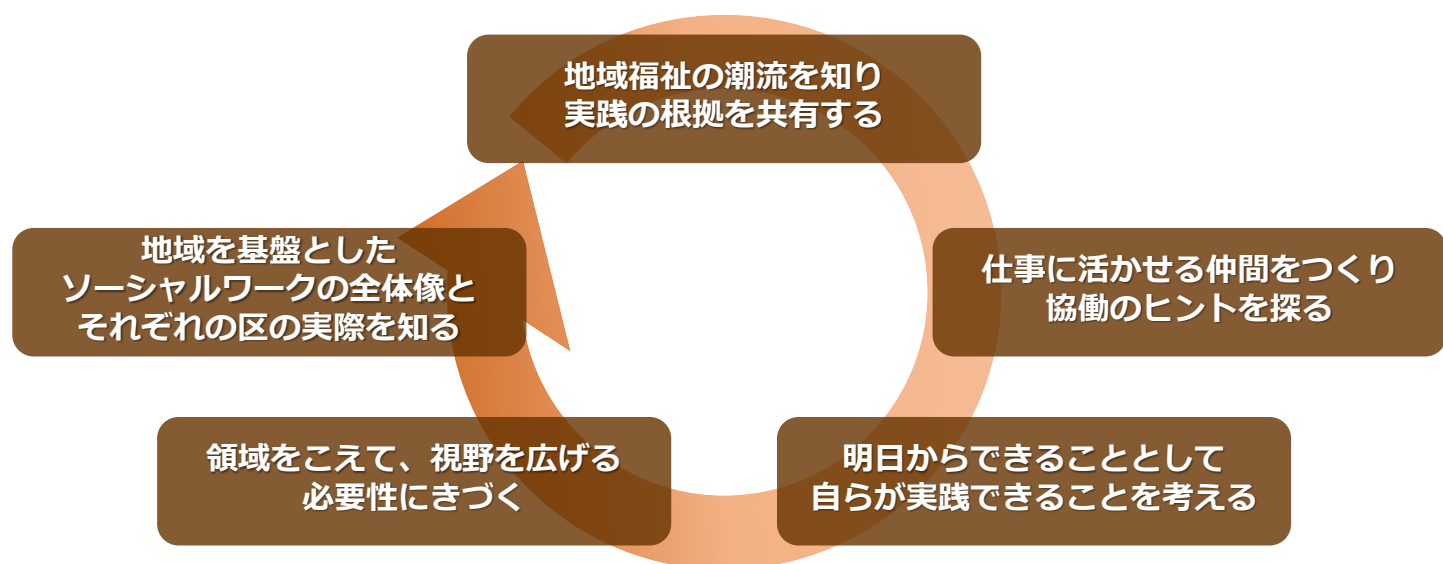 地域福祉の潮流を知り
実践の根拠を共有する
仕事に活かせる仲間をつくり
協働のヒントを探る
明日からできることとして
自らが実践できることを考える
領域をこえて、視野を広げる
必要性にきづく
地域を基盤とした
ソーシャルワークの全体像と
それぞれの区の実際を知る